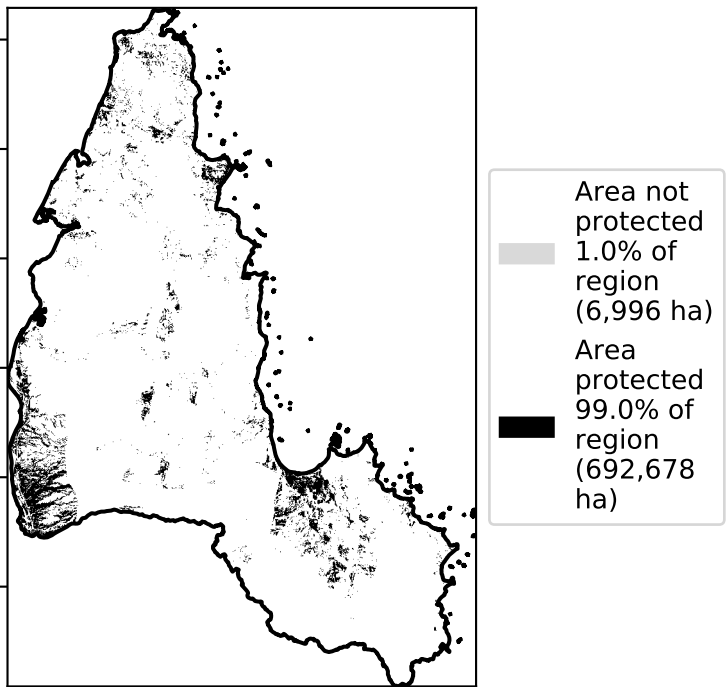 Area not
protected
1.0% of
region
(6,996 ha)
Area
protected
99.0% of
region
(692,678
ha)